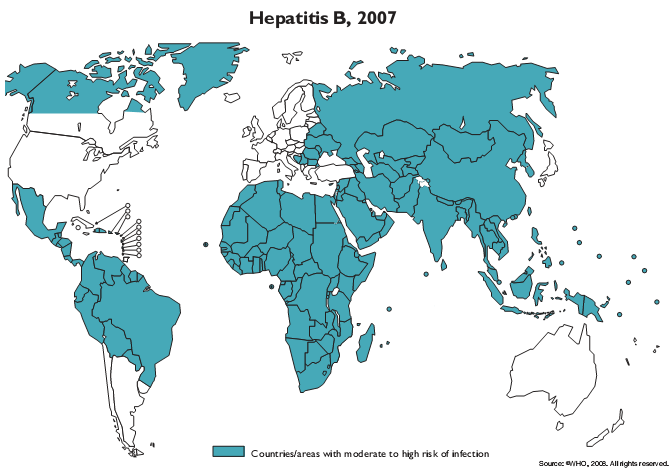 Hepatitis B, 2007
Countries/areas with moderate to high risk of infection
Source: ©WHO, 2008. All rights reserved.